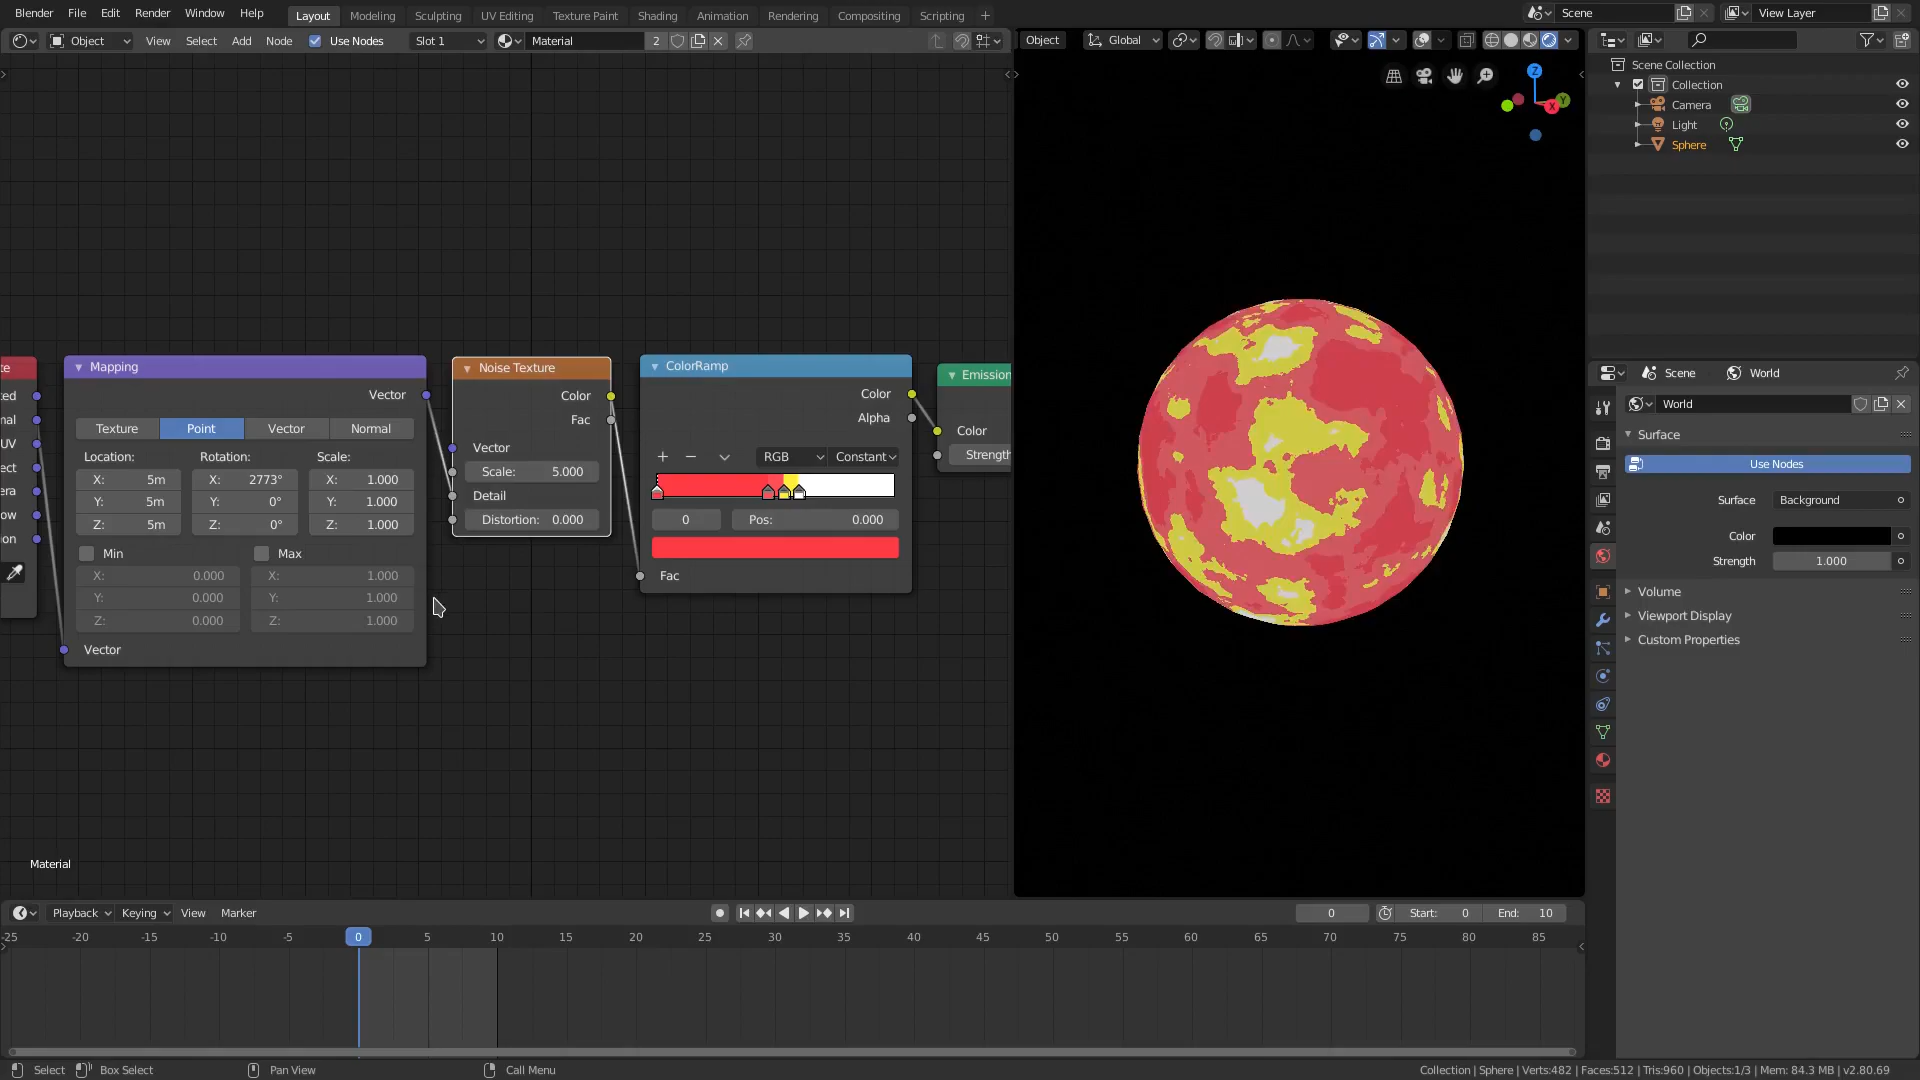 Blender File Edit Render Window Help Layout Modeling Sculpting UV Editing Texture Paint Shading Animation Rendering Compositing Scripting + Scene View Layer
Object View Select Add Node Use Nodes Slot 1 Material 2
Object Global
Z
Y
X
Scene Collection
Collection
Camera
Light
Sphere
te
ted
mal
UV
ect
era
ow
on
Mapping
Vector
Texture Point Vector Normal
Location: Rotation: Scale:
X: 5m X: 2773° X: 1.000
Y: 5m Y: 0° Y: 1.000
Z: 5m Z: 0° Z: 1.000
Min Max
X: 0.000 X: 1.000
Y: 0.000 Y: 1.000
Z: 0.000 Z: 1.000
Vector
Noise Texture
Color
Fac
Vector
Scale: 5.000
Detail
Distortion: 0.000
ColorRamp
Color
Alpha
+ − RGB Constant
0 Pos: 0.000
Fac
Emission
Color
Strength
Scene World
World
Surface
Use Nodes
Surface Background
Color
Strength 1.000
Volume
Viewport Display
Custom Properties
Material
Playback Keying View Marker 0 Start: 0 End: 10
-25 -20 -15 -10 -5 0 5 10 15 20 25 30 35 40 45 50 55 60 65 70 75 80 85
Select Box Select Pan View Call Menu Collection | Sphere | Verts:482 | Faces:512 | Tris:960 | Objects:1/3 | Mem: 84.3 MB | v2.80.69